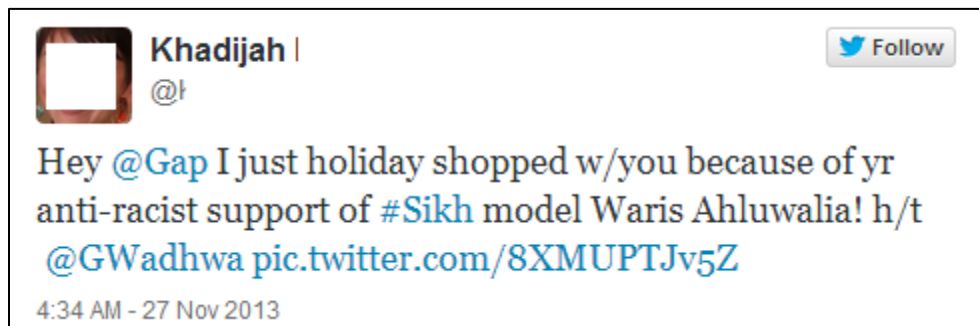 Khadijah
Follow
@
Hey @Gap I just holiday shopped w/you because of yr
anti-racist support of #Sikh model Waris Ahluwalia! h/t
@GWadhwa pic.twitter.com/8XMUPTJv5Z
4:34 AM - 27 Nov 2013